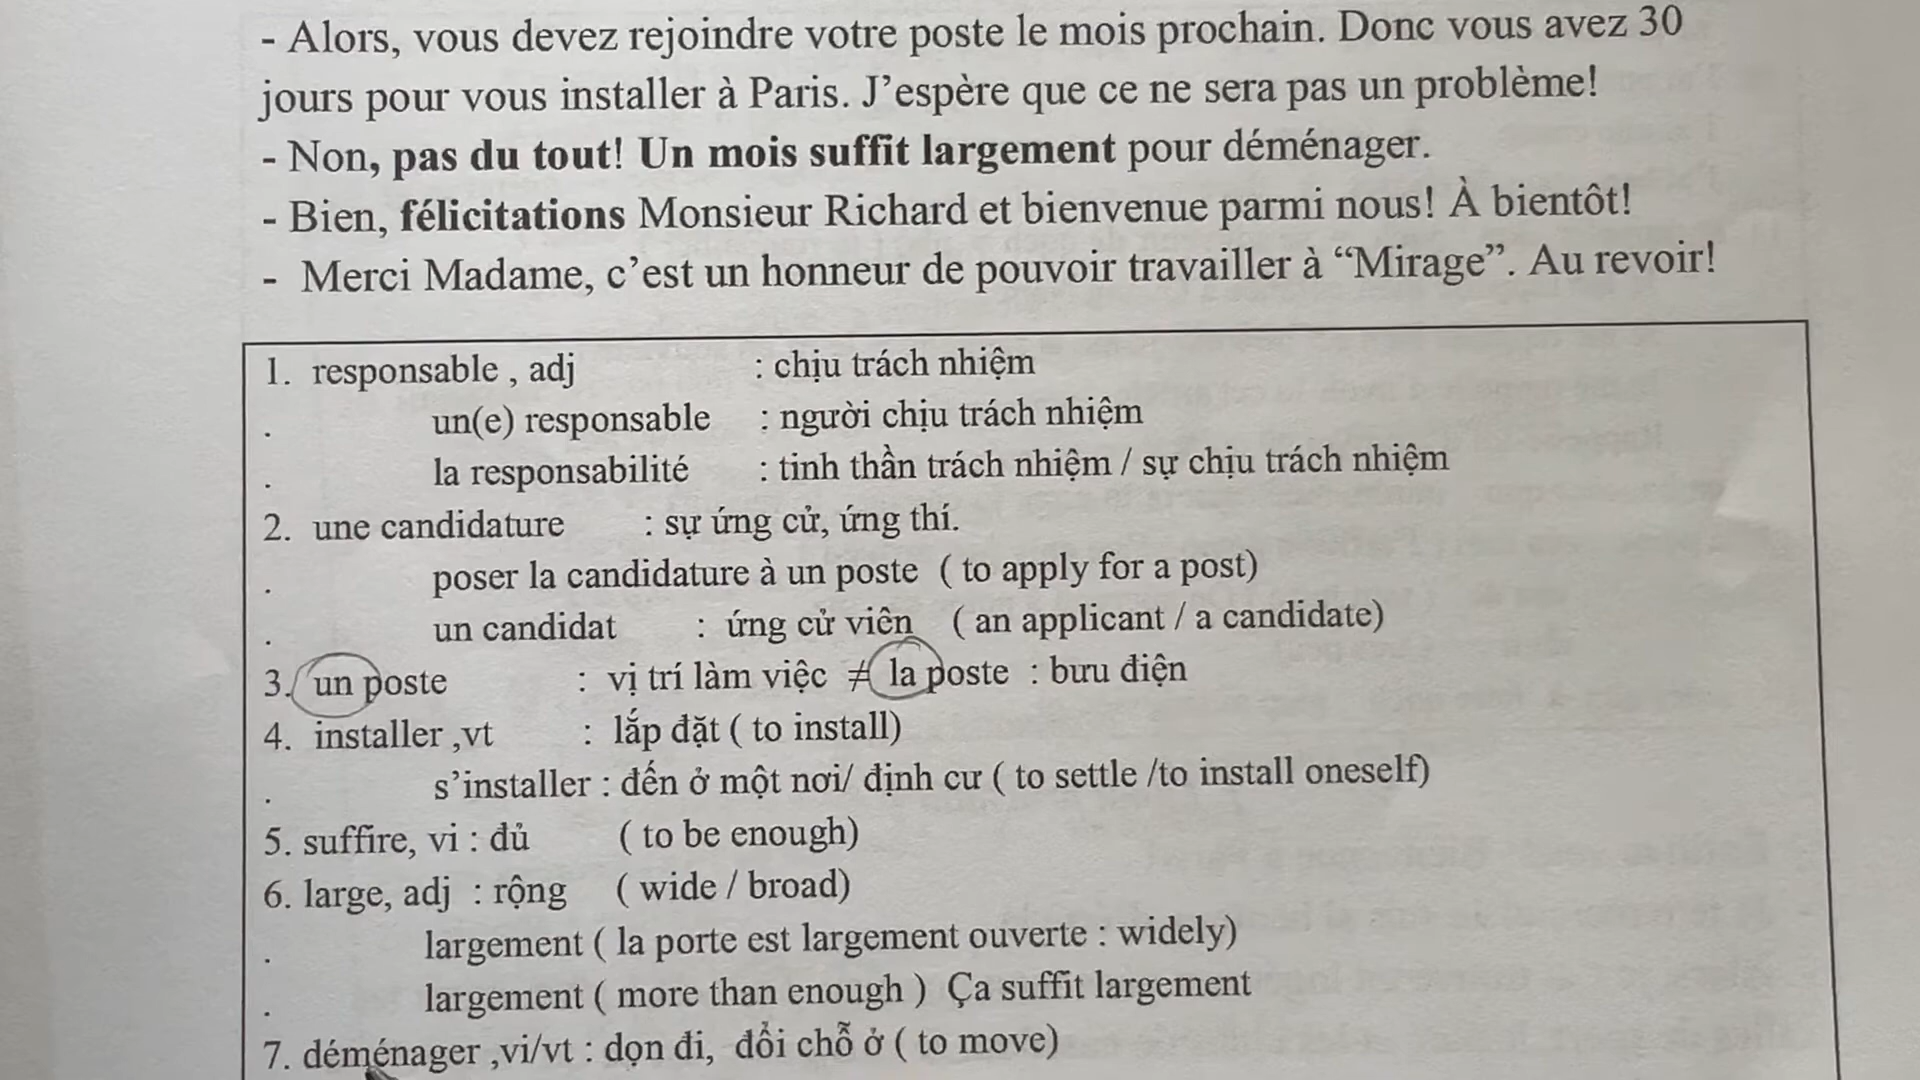 - Alors, vous devez rejoindre votre poste le mois prochain. Donc vous avez 30
jours pour vous installer à Paris. J’espère que ce ne sera pas un problème!
- Non, pas du tout! Un mois suffit largement pour déménager.
- Bien, félicitations Monsieur Richard et bienvenue parmi nous! À bientôt!
- Merci Madame, c’est un honneur de pouvoir travailler à “Mirage”. Au revoir!
1. responsable , adj : chịu trách nhiệm
. un(e) responsable : người chịu trách nhiệm
. la responsabilité : tinh thần trách nhiệm / sự chịu trách nhiệm
2. une candidature : sự ứng cử, ứng thí.
. poser la candidature à un poste ( to apply for a post)
. un candidat : ứng cử viên ( an applicant / a candidate)
3. un poste : vị trí làm việc ≠ la poste : bưu điện
4. installer ,vt : lắp đặt ( to install)
. s’installer : đến ở một nơi/ định cư ( to settle /to install oneself)
5. suffire, vi : đủ ( to be enough)
6. large, adj : rộng ( wide / broad)
. largement ( la porte est largement ouverte : widely)
. largement ( more than enough ) Ça suffit largement
7. déménager ,vi/vt : dọn đi, đổi chỗ ở ( to move)